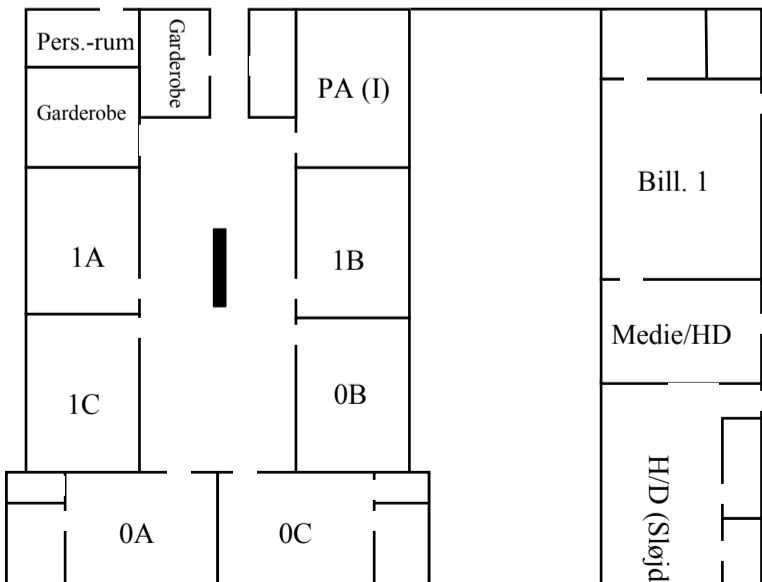 Pers.-rum
Garderobe
PA (I)
Garderobe
Bill. 1
1A
1B
Medie/HD
1C
0B
H/D (Sløjd
0A
0C